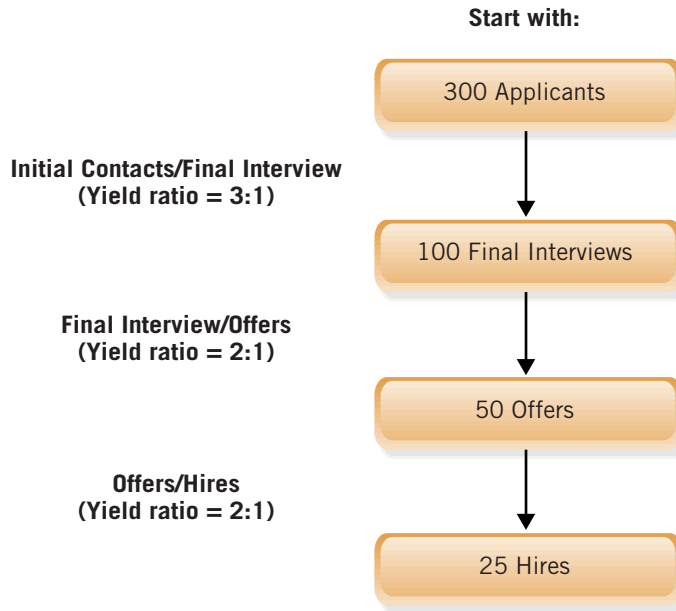 Start with:
300 Applicants
Initial Contacts/Final Interview
(Yield ratio = 3:1)
100 Final Interviews
Final Interview/Offers
(Yield ratio = 2:1)
50 Offers
Offers/Hires
(Yield ratio = 2:1)
25 Hires